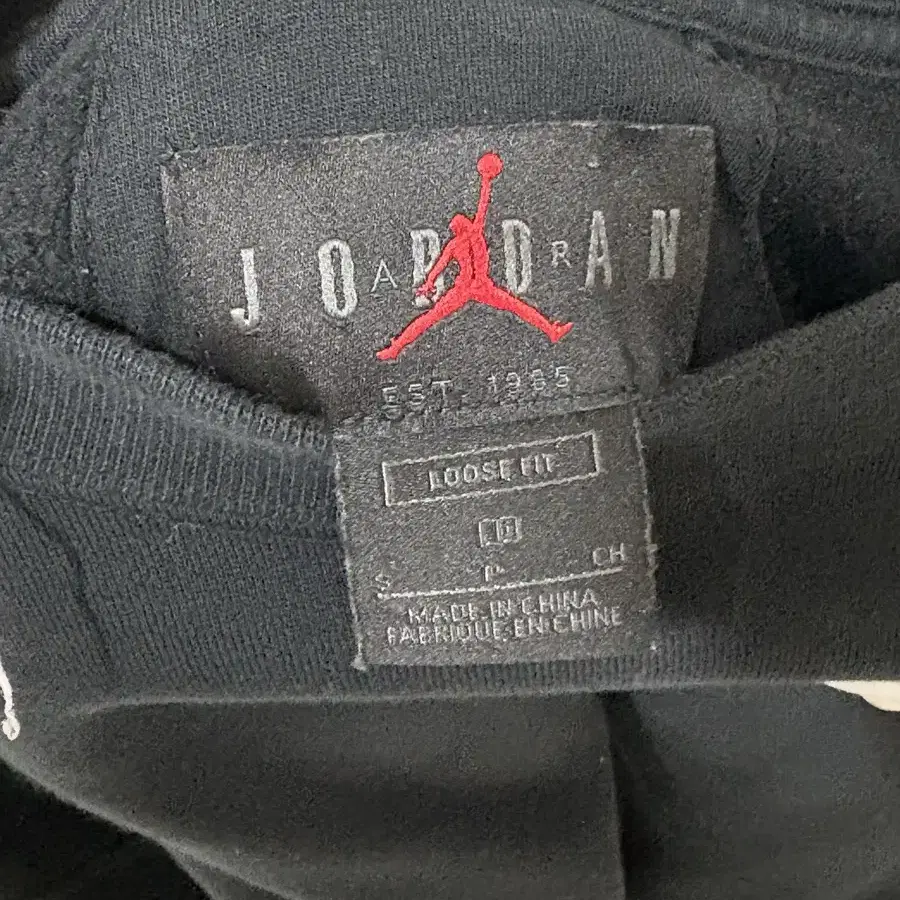 JORDAN
AIR
EST. 1985
LOOSE FIT
S P CH
MADE IN CHINA
FABRIQUE EN CHINE